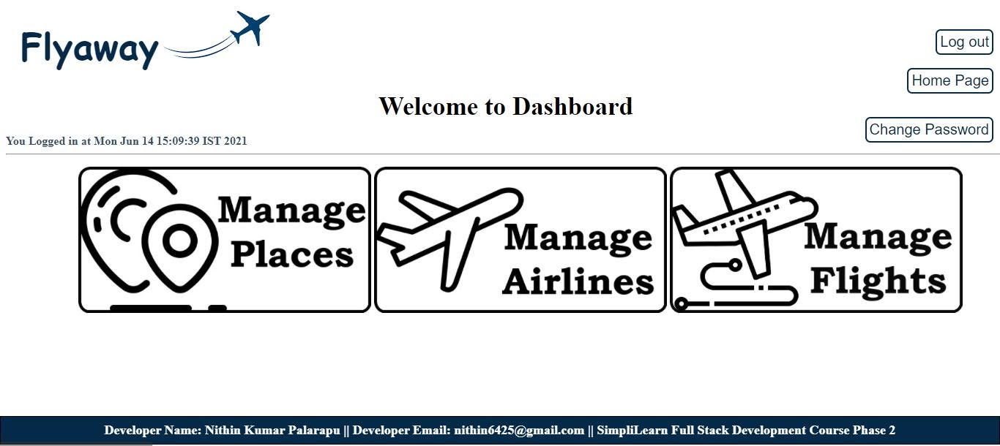 Flyaway
Log out
Home Page
Welcome to Dashboard
Change Password
You Logged in at Mon Jun 14 15:09:39 IST 2021
Manage
Places
Manage
Airlines
Manage
Flights
Developer Name: Nithin Kumar Palarapu || Developer Email: nithin6425@gmail.com || SimpliLearn Full Stack Development Course Phase 2